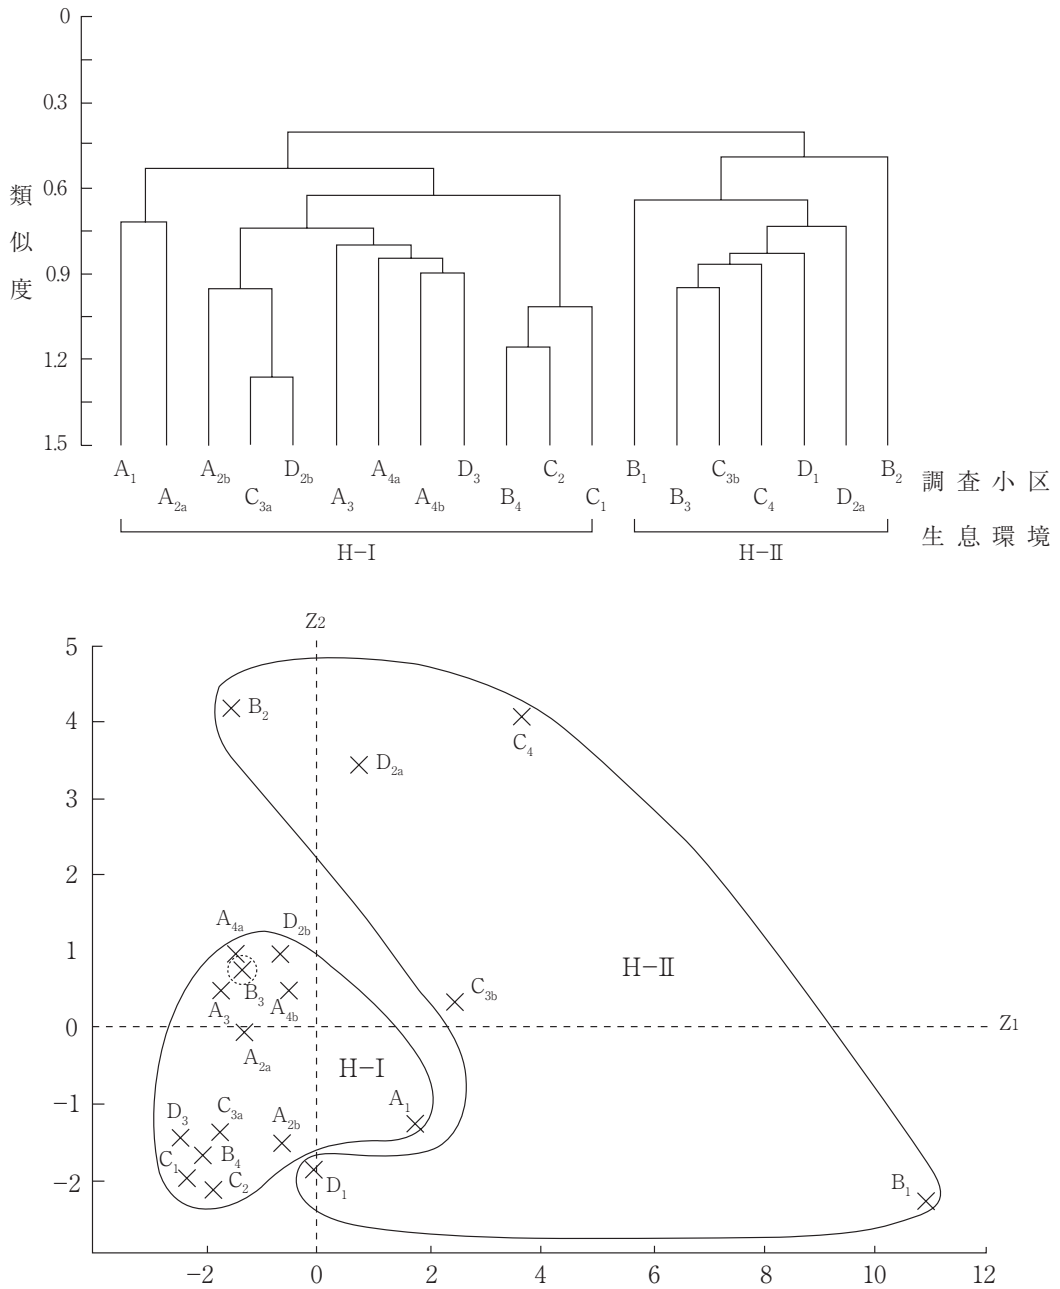 0
0.3
0.6
0.9
1.2
1.5
類似度
A₁ A₂b D₂b A₄a D₃ C₂ B₁ C₃b D₁ B₂
A₂a C₃a A₃ A₄b B₄ C₁ B₃ C₄ D₂a
調査小区
H-Ⅰ H-Ⅱ
生息環境
Z2
5
B₂
4
C₄
D₂a
3
2
A₄a D₂b
1
H-Ⅱ
C₃b
B₃
A₃ A₄b
0
Z1
A₂a
H-Ⅰ
-1
A₁
D₃ C₃a A₂b
C₁ B₄
C₂
-2
D₁
B₁
-2 0 2 4 6 8 10 12